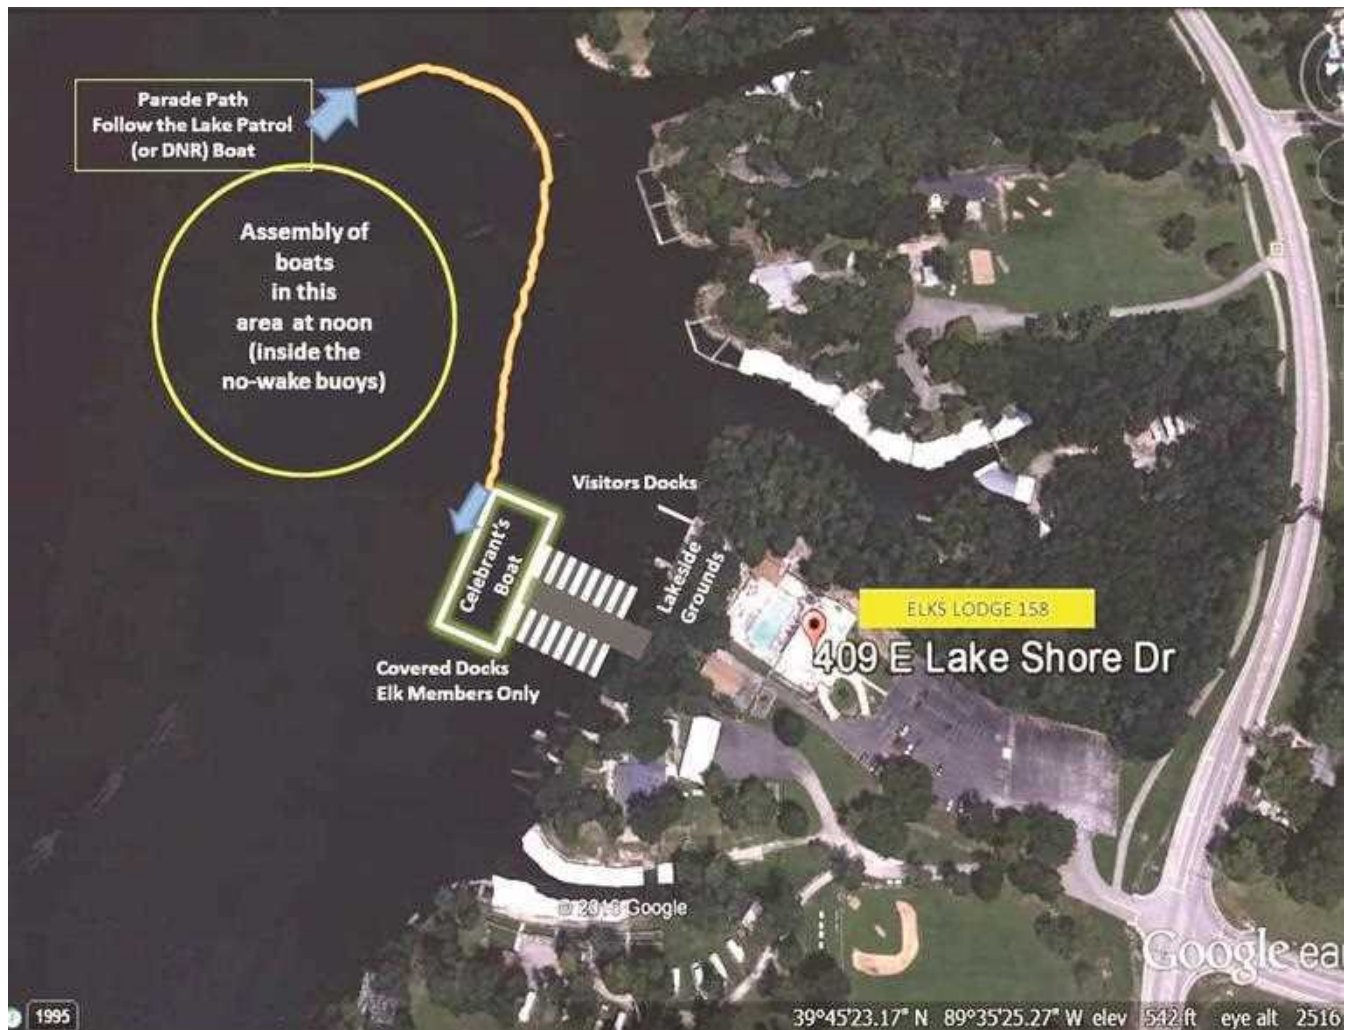 Parade Path
Follow the Lake Patrol
(or DNR) Boat
Assembly of
boats
in this
area at noon
(inside the
no-wake buoys)
Visitors Docks
Celebrant's
Boat
Lakeside
Grounds
ELKS LODGE 158
409 E Lake Shore Dr
Covered Docks
Elk Members Only
Google
Google ea
1995
39°45'23.17" N 89°35'25.27" W elev 542 ft eye alt 2516